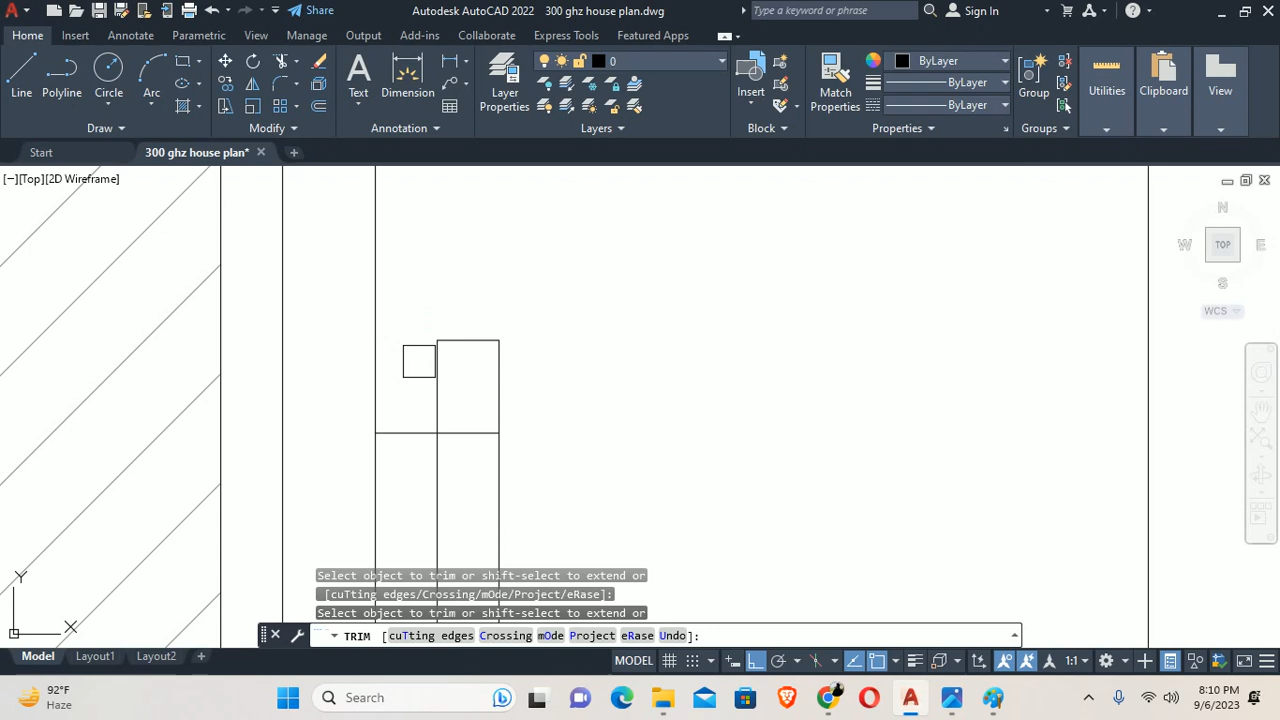 Share
Autodesk AutoCAD 2022
300 ghz house plan.dwg
Type a keyword or phrase
Sign In
Home
Insert
Annotate
Parametric
View
Manage
Output
Add-ins
Collaborate
Express Tools
Featured Apps
Line
Polyline
Circle
Arc
Text
Dimension
Layer
Properties
0
Insert
Match
Properties
ByLayer
ByLayer
ByLayer
Group
Utilities
Clipboard
View
Draw
Modify
Annotation
Layers
Block
Properties
Groups
Start
300 ghz house plan*
[−][Top][2D Wireframe]
N
W
TOP
E
S
WCS
Y
X
Select object to trim or shift-select to extend or
[cuTting edges/Crossing/mOde/Project/eRase]:
Select object to trim or shift-select to extend or
TRIM [cuTting edges Crossing mOde Project eRase Undo]:
Model
Layout1
Layout2
MODEL
1:1
92°F
Haze
Search
8:10 PM
9/6/2023